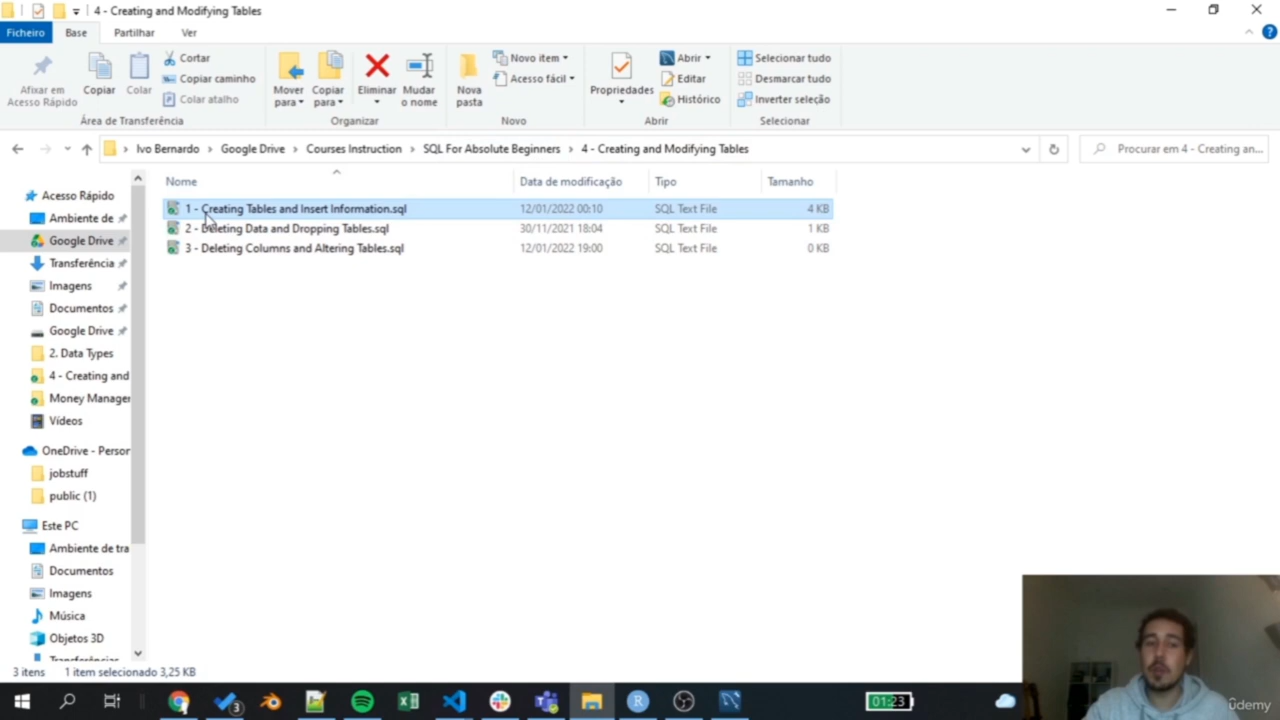 4 - Creating and Modifying Tables
Ficheiro Base Partilhar Ver
Afixar em Acesso Rápido
Copiar
Colar
Cortar
Copiar caminho
Colar atalho
Área de Transferência
Mover para
Copiar para
Eliminar
Mudar o nome
Organizar
Nova pasta
Novo item
Acesso fácil
Novo
Propriedades
Abrir
Editar
Histórico
Abrir
Selecionar tudo
Desmarcar tudo
Inverter seleção
Selecionar
Ivo Bernardo > Google Drive > Courses Instruction > SQL For Absolute Beginners > 4 - Creating and Modifying Tables
Procurar em 4 - Creating an...
Nome Data de modificação Tipo Tamanho
1 - Creating Tables and Insert Information.sql 12/01/2022 00:10 SQL Text File 4 KB
2 - Deleting Data and Dropping Tables.sql 30/11/2021 18:04 SQL Text File 1 KB
3 - Deleting Columns and Altering Tables.sql 12/01/2022 19:00 SQL Text File 0 KB
Acesso Rápido
Ambiente de
Google Drive
Transferência
Imagens
Documentos
Google Drive
2. Data Types
4 - Creating and
Money Manager
Vídeos
OneDrive - Person
jobstuff
public (1)
Este PC
Ambiente de tra
Documentos
Imagens
Música
Objetos 3D
Transferências
3 itens 1 item selecionado 3,25 KB
3
R
01:23
ûdemy